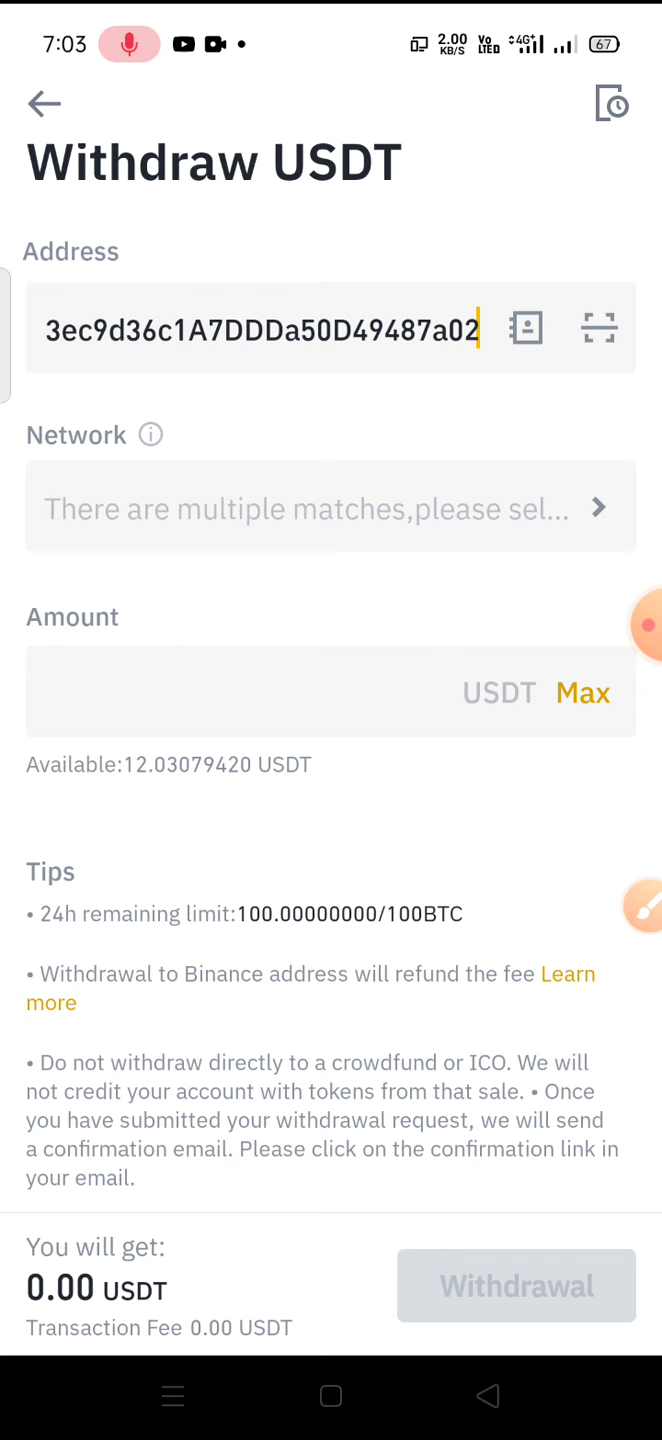 7:03 2.00 KB/S Vo LTED 4G+ 67
Withdraw USDT
Address
3ec9d36c1A7DDDa50D49487a02
Network
There are multiple matches,please sel...
Amount
USDT Max
Available:12.03079420 USDT
Tips
• 24h remaining limit:100.00000000/100BTC
• Withdrawal to Binance address will refund the fee Learn
more
• Do not withdraw directly to a crowdfund or ICO. We will
not credit your account with tokens from that sale. • Once
you have submitted your withdrawal request, we will send
a confirmation email. Please click on the confirmation link in
your email.
You will get:
0.00 USDT
Transaction Fee 0.00 USDT
Withdrawal